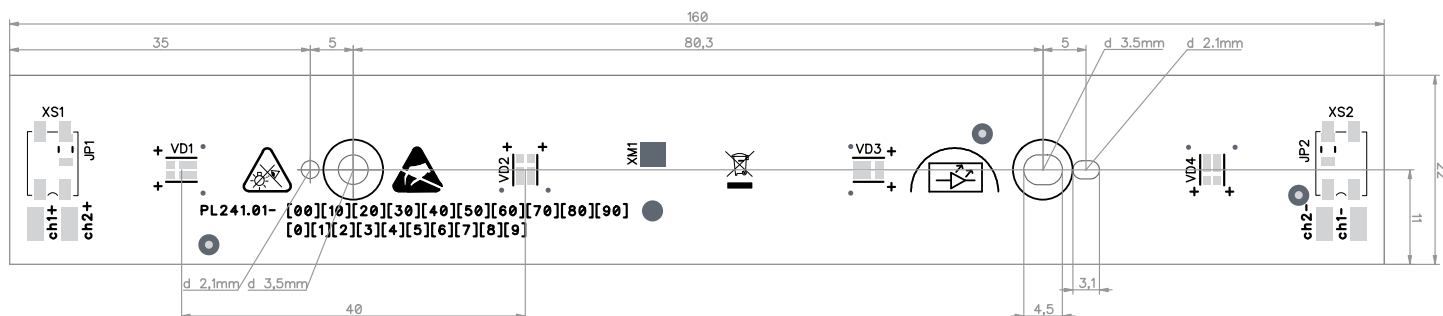 160
35 5 80,3 5 d 3.5mm d 2.1mm
XS1 XS2
JP1 VD1 VD2 XM1 VD3 VD4 JP2
+ + + + + + + +
PL241.01- [00][10][20][30][40][50][60][70][80][90]
[0][1][2][3][4][5][6][7][8][9]
ch1+ ch2+ ch2- ch1-
22
11
d 2,1mm d 3,5mm
40 4,5 3,1